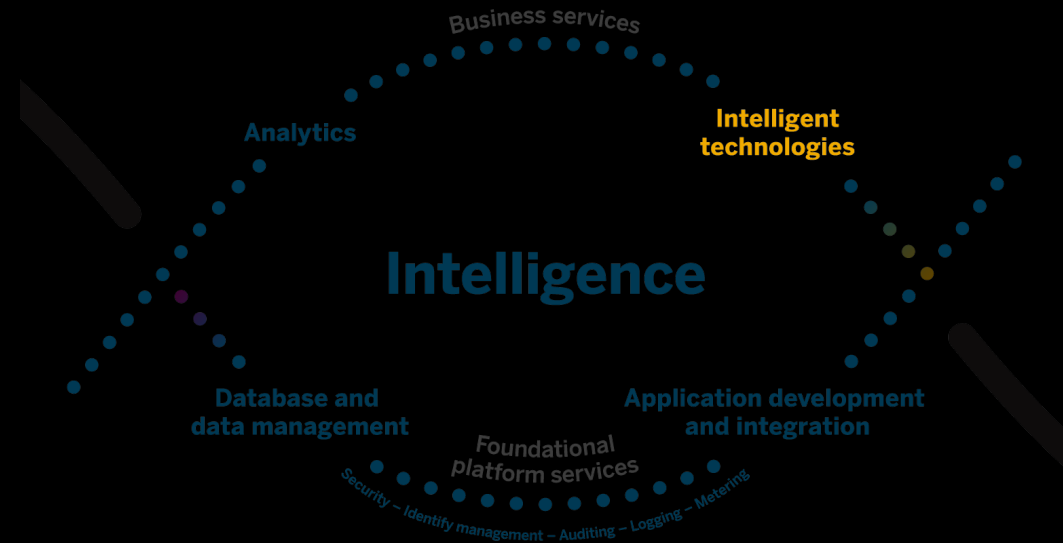 Business services
Analytics
Intelligent
technologies
Intelligence
Database and
data management
Application development
and integration
Foundational
platform services
Security – Identify management – Auditing – Logging – Metering